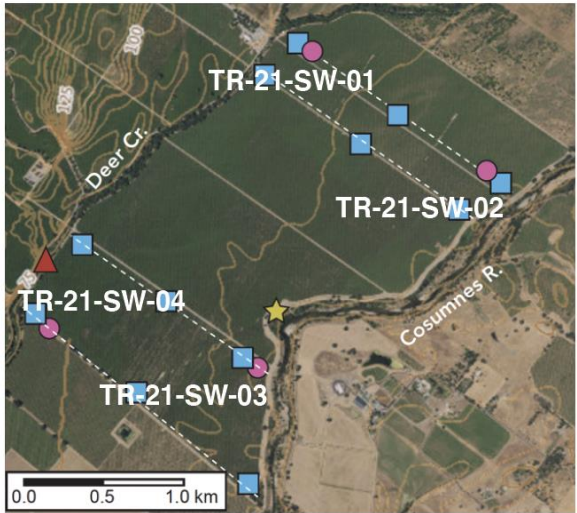 100
125
TR-21-SW-01
Deer Cr.
TR-21-SW-02
Cosumnes R.
TR-21-SW-04
TR-21-SW-03
0.0 0.5 1.0 km